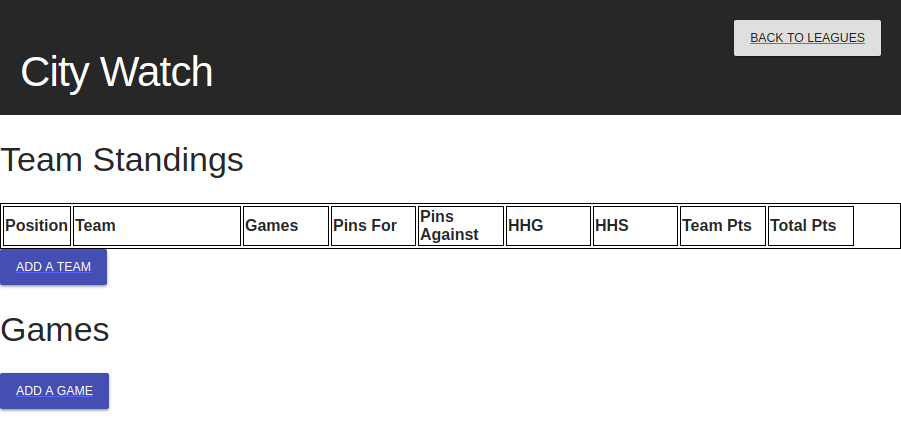 BACK TO LEAGUES
City Watch
Team Standings
Position Team Games Pins For Pins Against HHG HHS Team Pts Total Pts
ADD A TEAM
Games
ADD A GAME